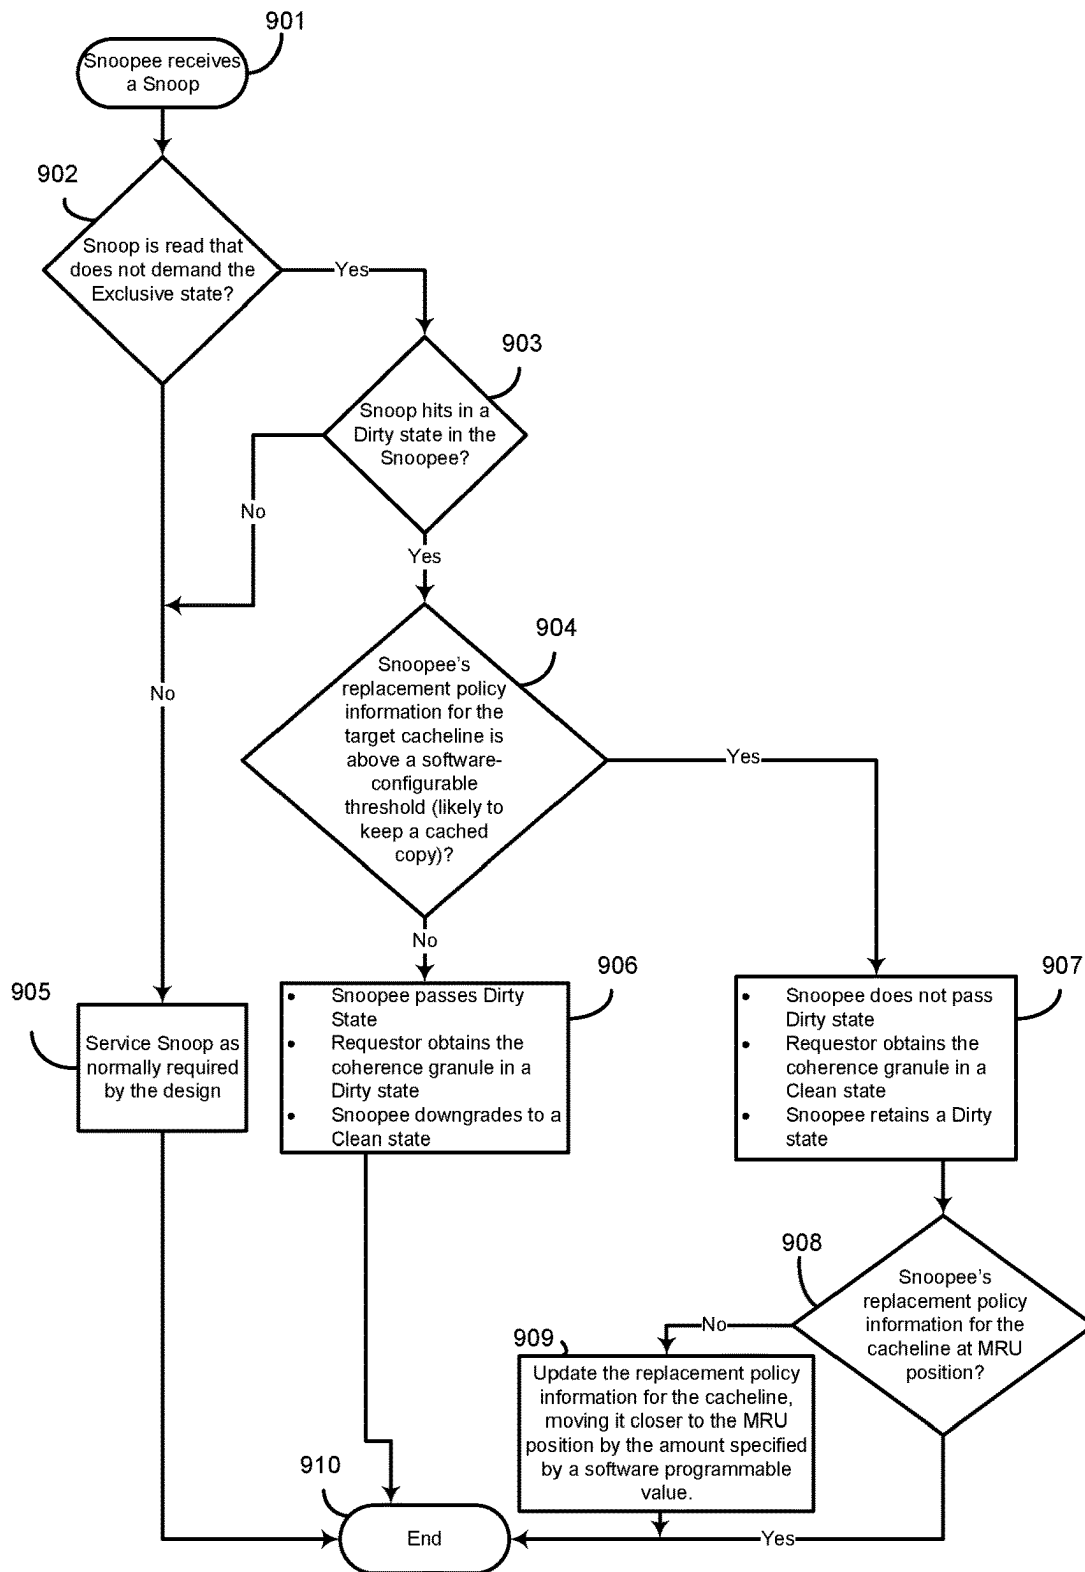 901
Snoopee receives
a Snoop
902
Snoop is read that
does not demand the
Exclusive state?
Yes
903
Snoop hits in a
Dirty state in the
Snoopee?
No
Yes
904
Snoopee’s
replacement policy
information for the
target cacheline is
above a software-
configurable
threshold (likely to
keep a cached
copy)?
Yes
No
No
905
Service Snoop as
normally required
by the design
906
• Snoopee passes Dirty
State
• Requestor obtains the
coherence granule in a
Dirty state
• Snoopee downgrades to a
Clean state
907
• Snoopee does not pass
Dirty state
• Requestor obtains the
coherence granule in a
Clean state
• Snoopee retains a Dirty
state
908
Snoopee’s
replacement policy
information for the
cacheline at MRU
position?
No
909
Update the replacement policy
information for the cacheline,
moving it closer to the MRU
position by the amount specified
by a software programmable
value.
910
End
Yes